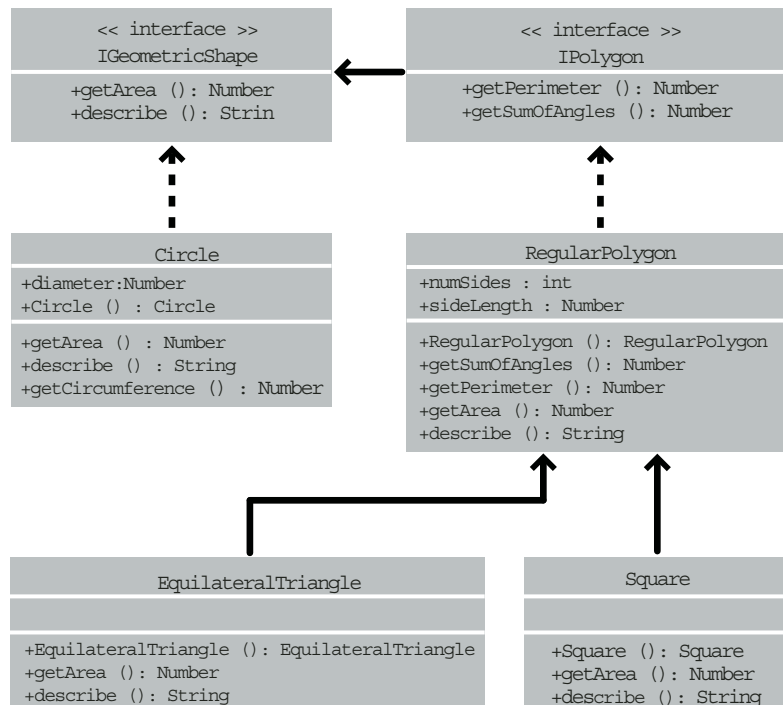 << interface >>
IGeometricShape
+getArea (): Number
+describe (): Strin
<< interface >>
IPolygon
+getPerimeter (): Number
+getSumOfAngles (): Number
Circle
+diameter:Number
+Circle () : Circle
+getArea () : Number
+describe () : String
+getCircumference () : Number
RegularPolygon
+numSides : int
+sideLength : Number
+RegularPolygon (): RegularPolygon
+getSumOfAngles (): Number
+getPerimeter (): Number
+getArea (): Number
+describe (): String
EquilateralTriangle
+EquilateralTriangle (): EquilateralTriangle
+getArea (): Number
+describe (): String
Square
+Square (): Square
+getArea (): Number
+describe (): String